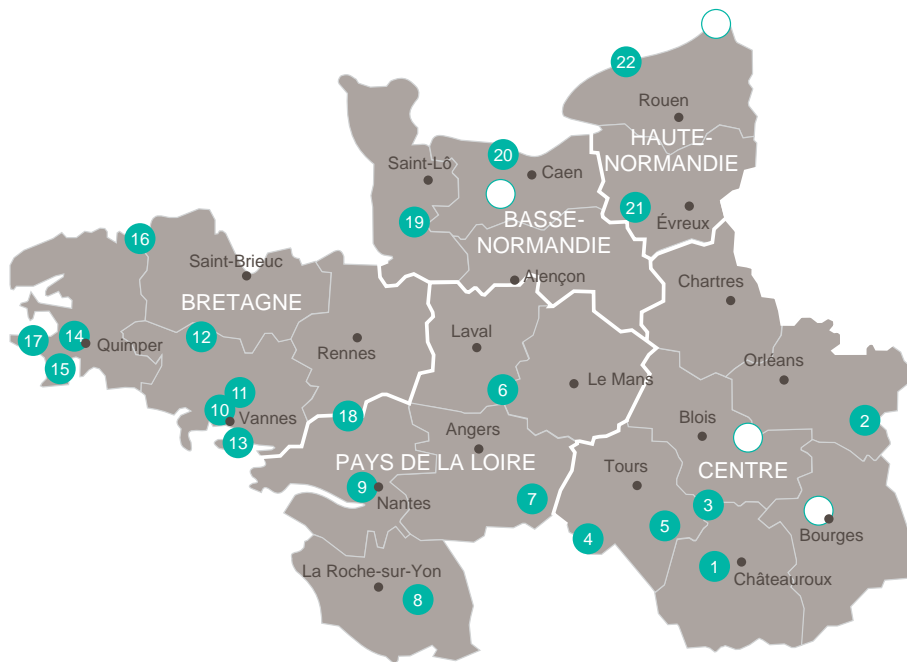 22
Rouen
HAUTE-
NORMANDIE
20
Saint-Lô
Caen
21
Évreux
19
BASSE-
NORMANDIE
16
Saint-Brieuc
Alençon
Chartres
BRETAGNE
17
14
Quimper
12
Rennes
Laval
Orléans
15
11
10
Vannes
6
Le Mans
2
13
18
Angers
Blois
PAYS DE LA LOIRE
Tours
CENTRE
9
Nantes
7
3
5
4
Bourges
La Roche-sur-Yon
1
Châteauroux
8